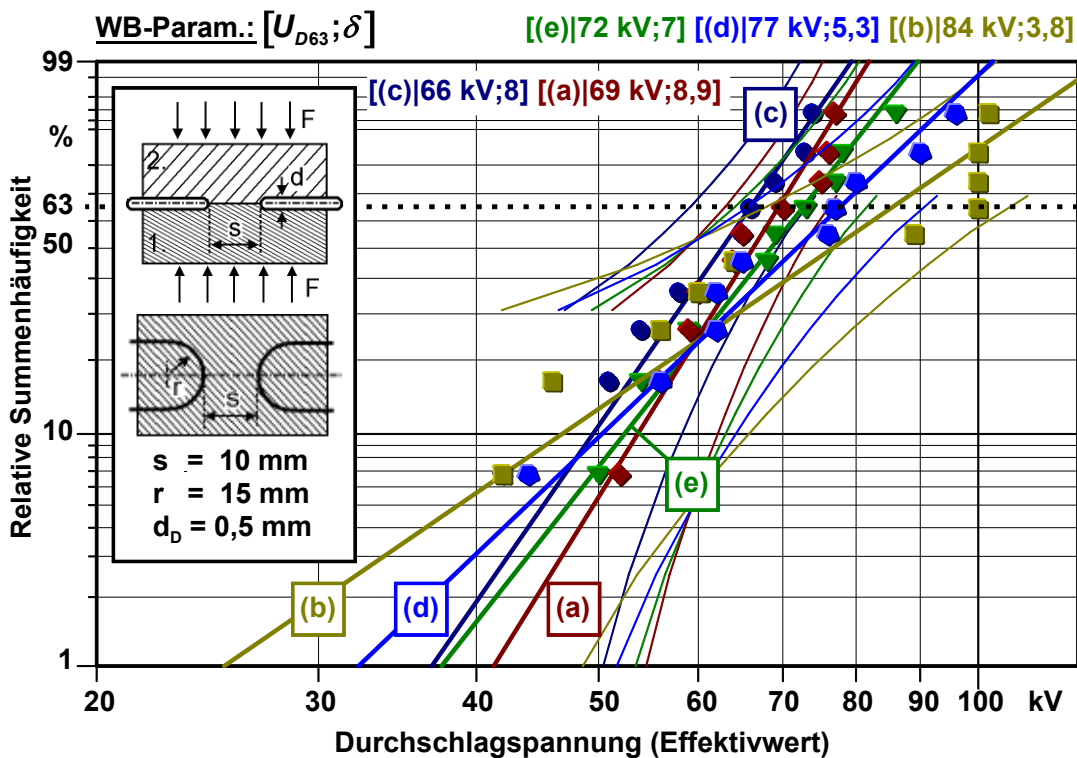 WB-Param.: [U_D63;δ]
[(e)|72 kV;7] [(d)|77 kV;5,3] [(b)|84 kV;3,8]
[(c)|66 kV;8] [(a)|69 kV;8,9]
Relative Summenhäufigkeit
99
%
63
50
10
1
F
2.
d
1.
s
F
r
s
s = 10 mm
r = 15 mm
d_D = 0,5 mm
(c)
(e)
(b)
(d)
(a)
20 30 40 50 60 70 80 90 100 kV
Durchschlagspannung (Effektivwert)